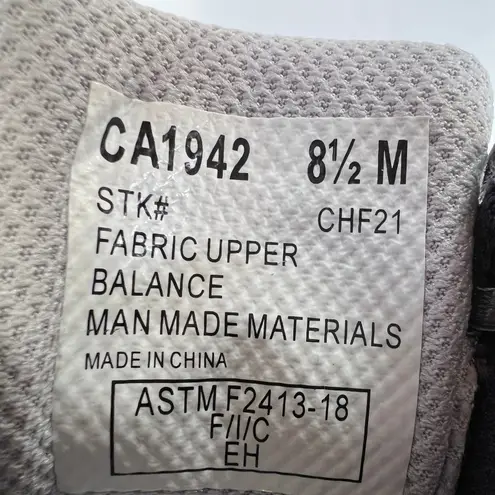 CA1942 8½ M
STK# CHF21
FABRIC UPPER
BALANCE
MAN MADE MATERIALS
MADE IN CHINA
ASTM F2413-18
F/I/C
EH